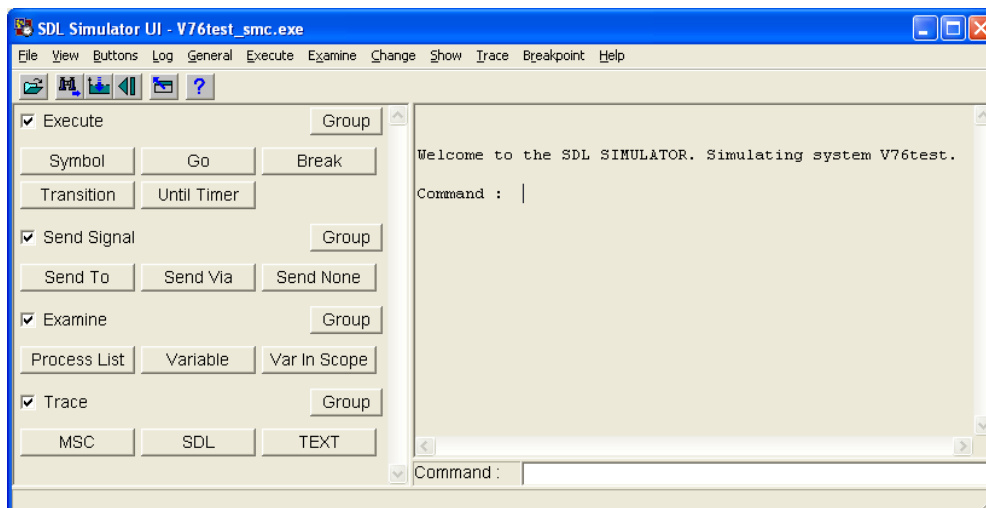 SDL Simulator UI - V76test_smc.exe
File View Buttons Log General Execute Examine Change Show Trace Breakpoint Help
?
Execute Group
Symbol Go Break
Transition Until Timer
Send Signal Group
Send To Send Via Send None
Examine Group
Process List Variable Var In Scope
Trace Group
MSC SDL TEXT
Welcome to the SDL SIMULATOR. Simulating system V76test.
Command :
Command :